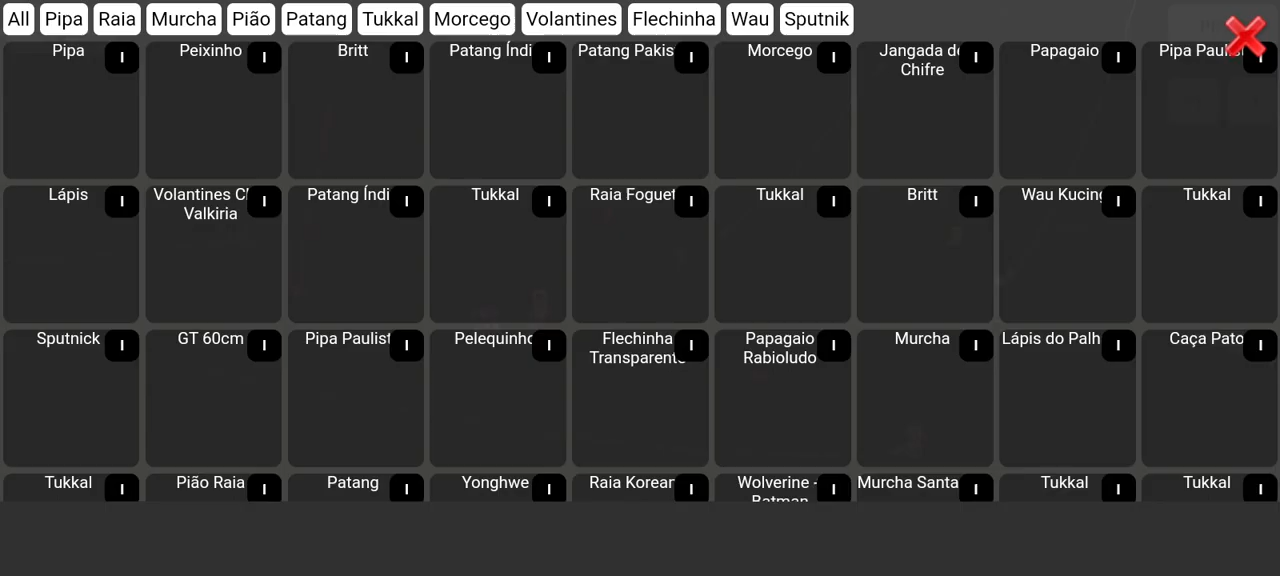 All Pipa Raia Murcha Pião Patang Tukkal Morcego Volantines Flechinha Wau Sputnik
Pipa I Peixinho I Britt I Patang Índi I Patang Pakis I Morcego I Jangada de I Papagaio I Pipa I
Chifre
Lápis I Volantines I Patang Índi I Tukkal I Raia Foguet I Tukkal I Britt I Wau Kucing I Tukkal I
Valkiria
Sputnick I GT 60cm I Pipa Paulist I Pelequinho I Flechinha I Papagaio I Murcha I Lápis do Palh I Caça Pato I
Transparente Rabioludo
Tukkal I Pião Raia I Patang I Yonghwe I Raia Korean I Wolverine - I Murcha Santa I Tukkal I Tukkal I
Batman